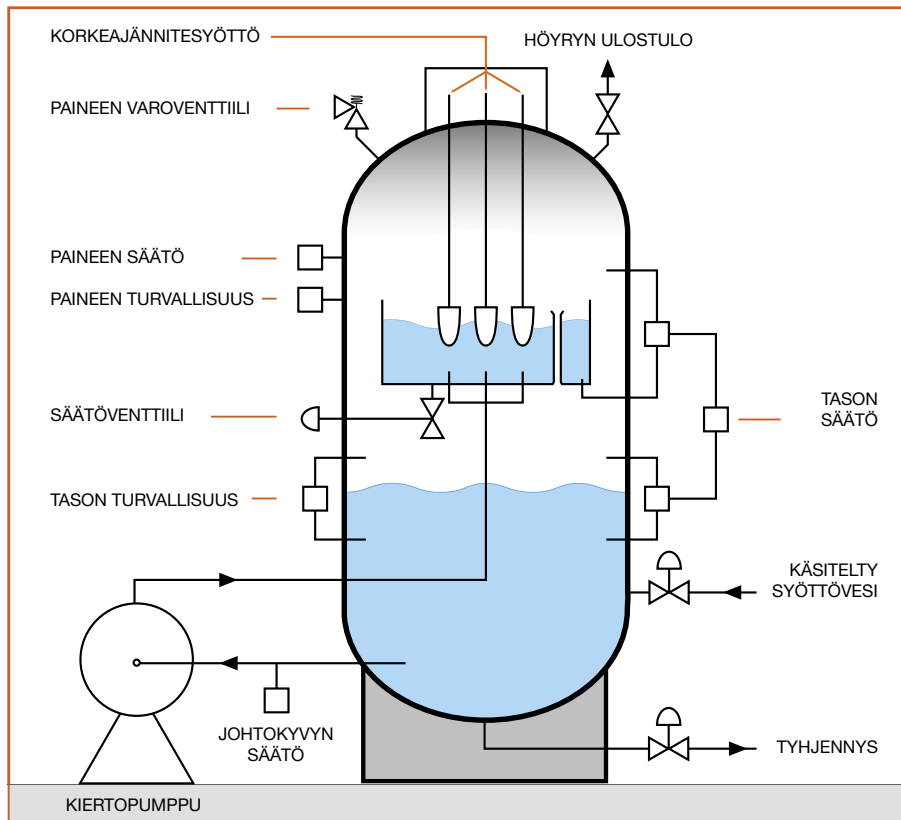 KORKEAJÄNNITESYÖTTÖ
HÖYRYN ULOSTULO
PAINEEN VAROVENTTIILI
PAINEEN SÄÄTÖ
PAINEEN TURVALLISUUS
SÄÄTÖVENTTIILI
TASON
SÄÄTÖ
TASON TURVALLISUUS
KÄSITELTY
SYÖTTÖVESI
JOHTOKYVYN
SÄÄTÖ
TYHJENNYS
KIERTOPUMPPU